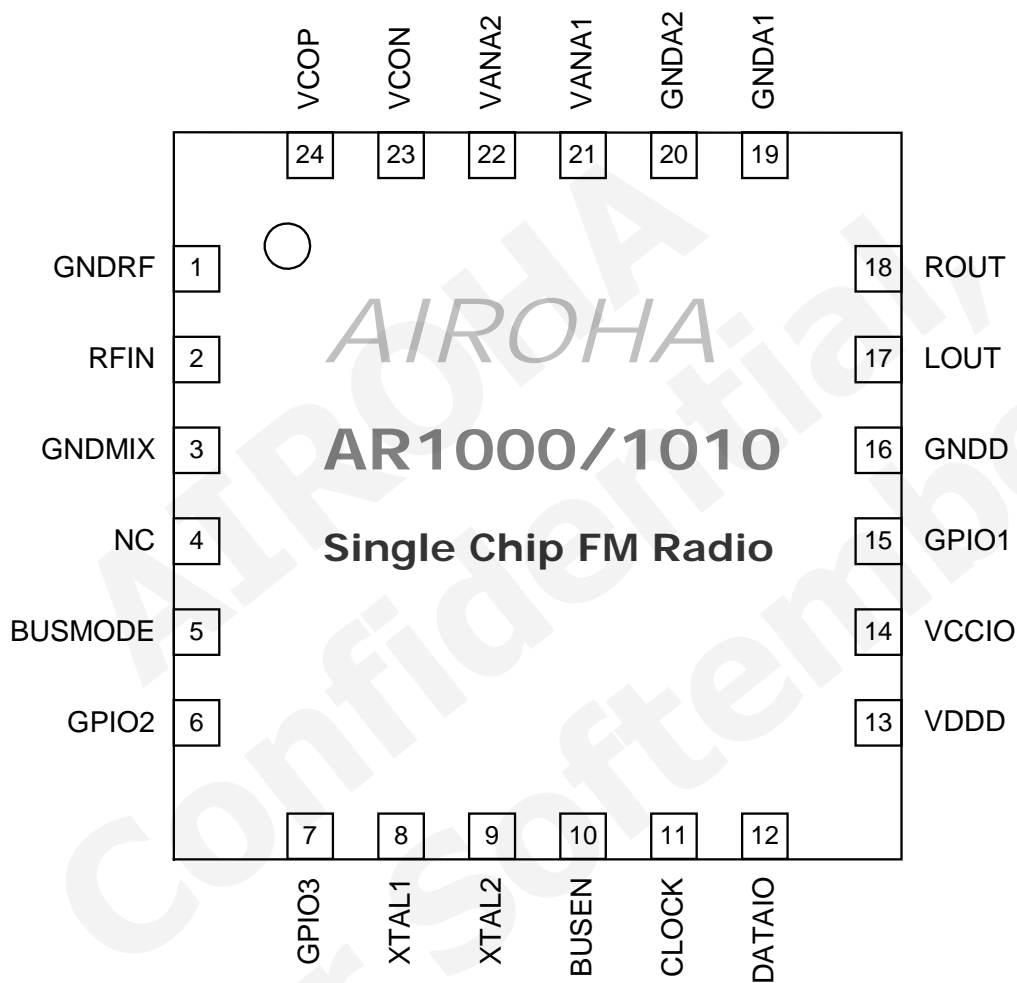 VCOP
VCON
VANA2
VANA1
GNDA2
GNDA1
24 23 22 21 20 19
GNDRF 1
18 ROUT
AIROHA
RFIN 2
17 LOUT
GNDMIX 3
AR1000/1010
16 GNDD
NC 4
Single Chip FM Radio
15 GPIO1
BUSMODE 5
14 VCCIO
GPIO2 6
13 VDDD
7 8 9 10 11 12
GPIO3
XTAL1
XTAL2
BUSEN
CLOCK
DATAIO
AIROHA
Confidential,